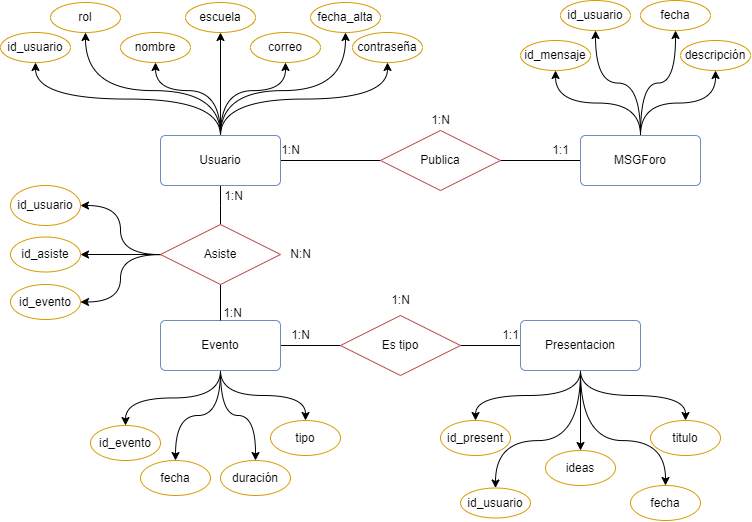 rol
escuela
fecha_alta
id_usuario
nombre
correo
contraseña
id_usuario
fecha
id_mensaje
descripción
Usuario
1:N
1:N
Publica
1:1
MSGForo
1:N
id_usuario
id_asiste
id_evento
Asiste
N:N
1:N
Evento
1:N
1:N
Es tipo
1:1
Presentacion
id_evento
fecha
duración
tipo
id_present
id_usuario
ideas
fecha
titulo